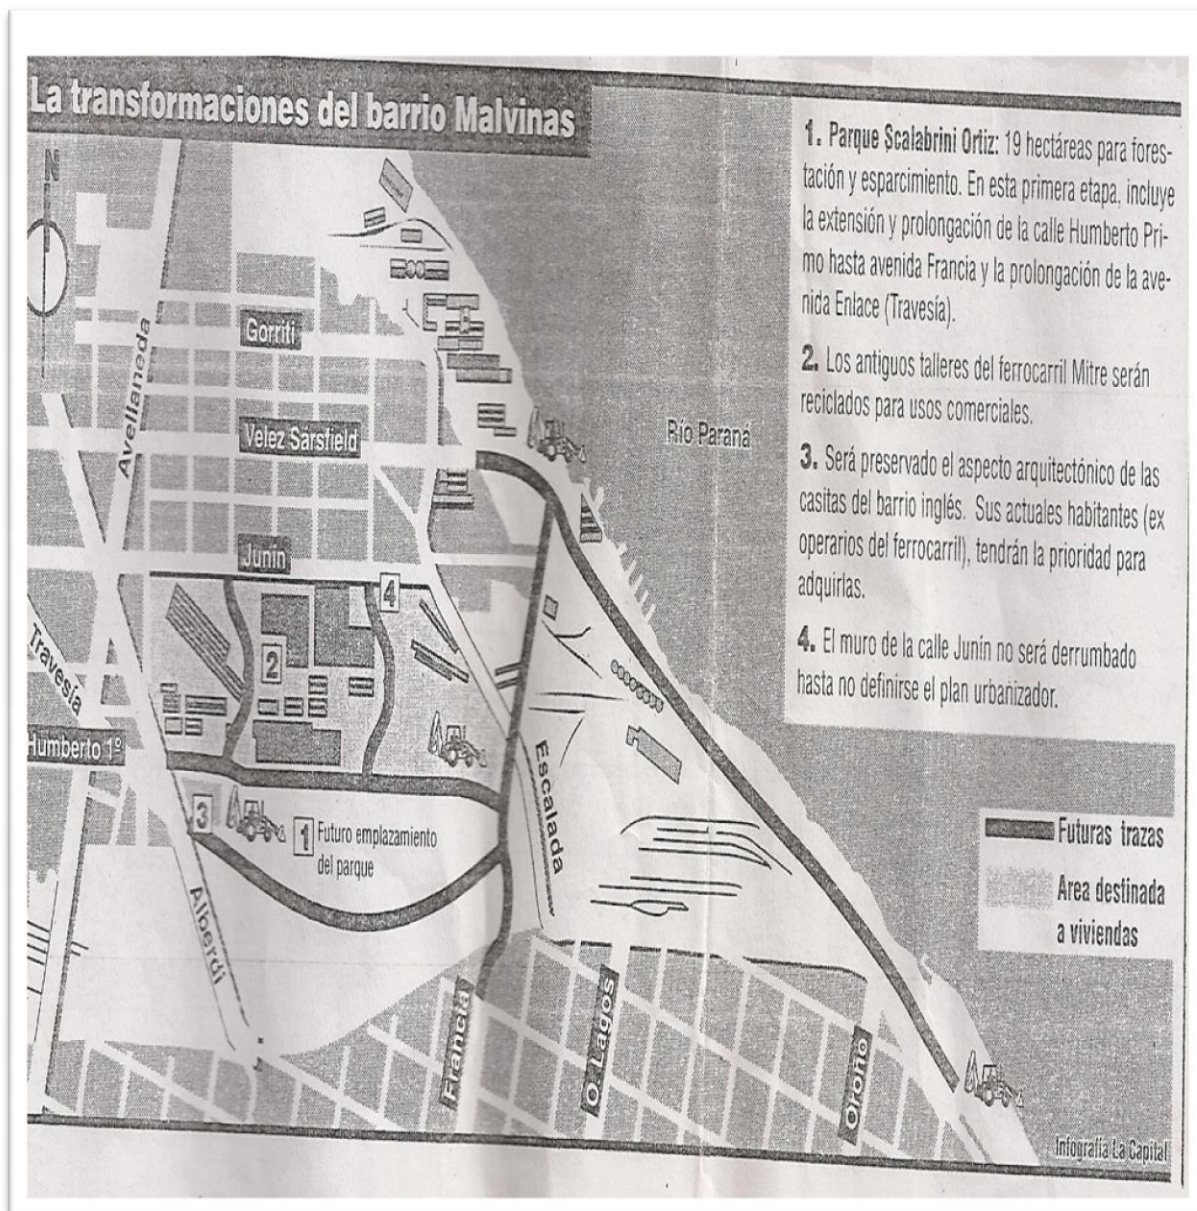 La transformaciones del barrio Malvinas
1. Parque Scalabrini Ortiz: 19 hectáreas para fores-
tación y esparcimiento. En esta primera etapa, incluye
la extensión y prolongación de la calle Humberto Pri-
mo hasta avenida Francia y la prolongación de la ave-
nida Enlace (Travesía).
2. Los antiguos talleres del ferrocarril Mitre serán
reciclados para usos comerciales.
3. Será preservado el aspecto arquitectónico de las
casitas del barrio inglés. Sus actuales habitantes (ex
operarios del ferrocarril), tendrán la prioridad para
adquirlas.
4. El muro de la calle Junín no será derrumbado
hasta no definirse el plan urbanizador.
N
Gorriti
Avellaneda
Velez Sársfield
Río Paraná
Junín
4
2
Travesía
Humberto 1º
Escalada
3
1 Futuro emplazamiento
del parque
Alberdi
Francia
O. Lagos
Oroño
Futuras trazas
Area destinada
a viviendas
Infografía La Capital